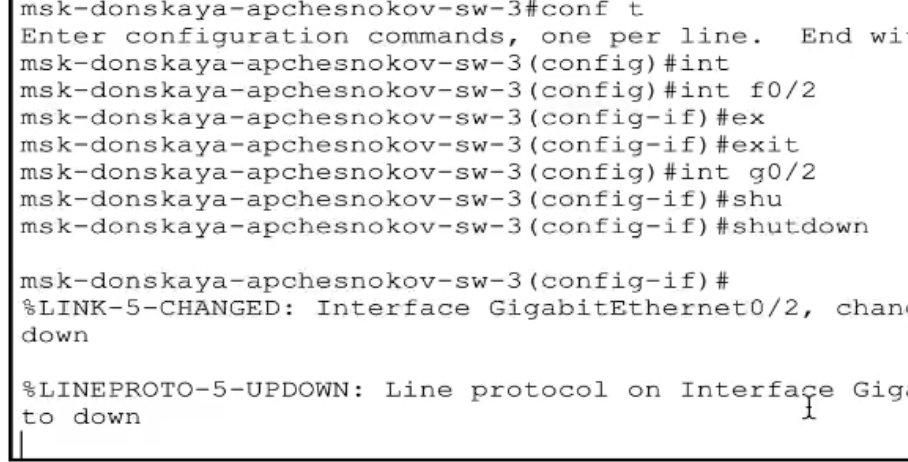 msk-donskaya-apchesnokov-sw-3#conf t
Enter configuration commands, one per line.  End
msk-donskaya-apchesnokov-sw-3(config)#int
msk-donskaya-apchesnokov-sw-3(config)#int f0/2
msk-donskaya-apchesnokov-sw-3(config-if)#ex
msk-donskaya-apchesnokov-sw-3(config-if)#exit
msk-donskaya-apchesnokov-sw-3(config)#int g0/2
msk-donskaya-apchesnokov-sw-3(config-if)#shu
msk-donskaya-apchesnokov-sw-3(config-if)#shutdown
msk-donskaya-apchesnokov-sw-3(config-if)#
%LINK-5-CHANGED: Interface GigabitEthernet0/2,
down
%LINEPROTO-5-UPDOWN: Line protocol on Interface
to down